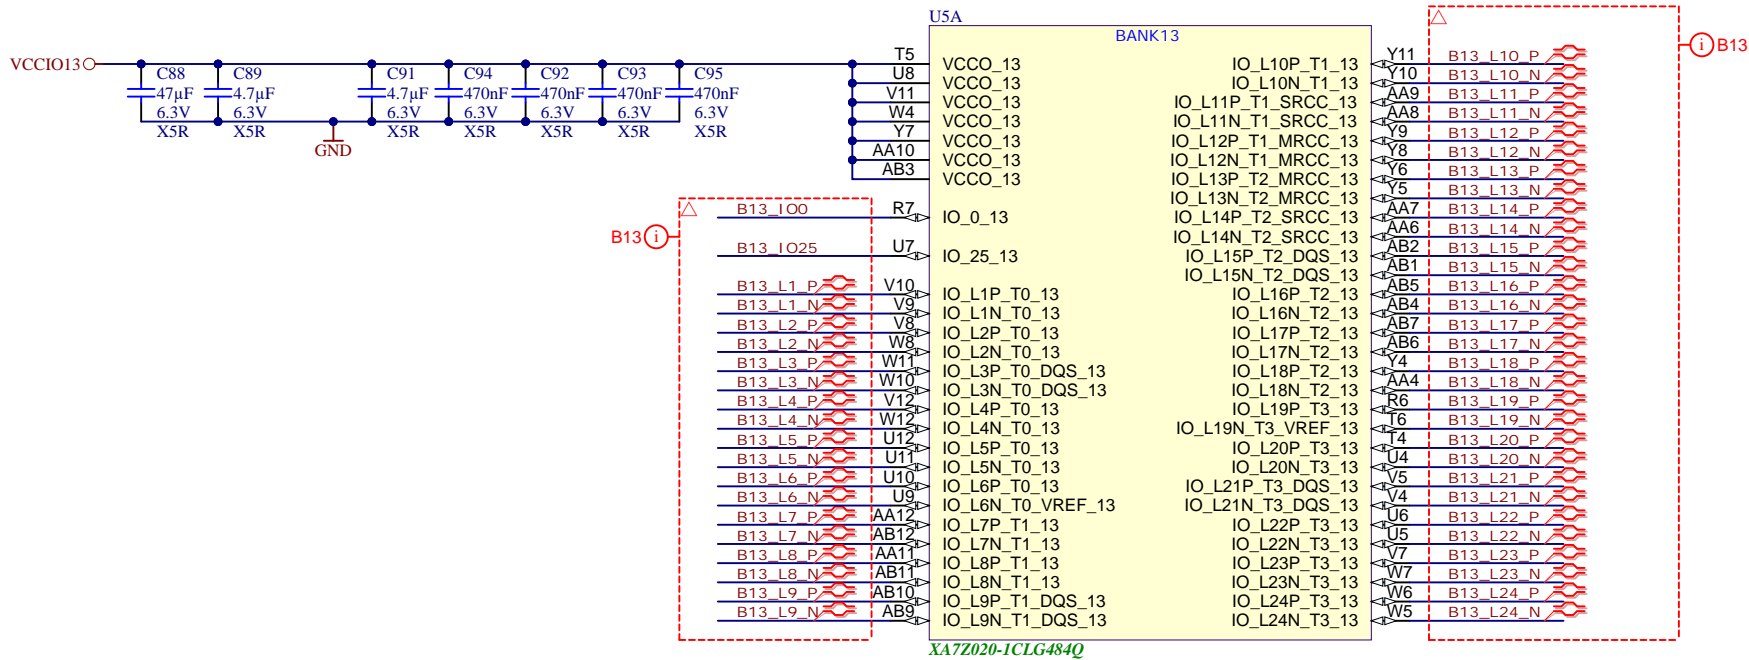 U5A
BANK13
VCCIO13
C88
47µF
6.3V
X5R
C89
4.7µF
6.3V
X5R
C91
4.7µF
6.3V
X5R
C94
470nF
6.3V
X5R
C92
470nF
6.3V
X5R
C93
470nF
6.3V
X5R
C95
470nF
6.3V
X5R
GND
T5 VCCO_13
U8 VCCO_13
V11 VCCO_13
W4 VCCO_13
Y7 VCCO_13
AA10 VCCO_13
AB3 VCCO_13
B13 i
B13_IO0 R7 IO_0_13
B13_IO25 U7 IO_25_13
B13_L1_P V10 IO_L1P_T0_13
B13_L1_N V9 IO_L1N_T0_13
B13_L2_P V8 IO_L2P_T0_13
B13_L2_N W8 IO_L2N_T0_13
B13_L3_P W11 IO_L3P_T0_DQS_13
B13_L3_N W10 IO_L3N_T0_DQS_13
B13_L4_P V12 IO_L4P_T0_13
B13_L4_N W12 IO_L4N_T0_13
B13_L5_P U12 IO_L5P_T0_13
B13_L5_N U11 IO_L5N_T0_13
B13_L6_P U10 IO_L6P_T0_13
B13_L6_N U9 IO_L6N_T0_VREF_13
B13_L7_P AA12 IO_L7P_T1_13
B13_L7_N AB12 IO_L7N_T1_13
B13_L8_P AA11 IO_L8P_T1_13
B13_L8_N AB11 IO_L8N_T1_13
B13_L9_P AB10 IO_L9P_T1_DQS_13
B13_L9_N AB9 IO_L9N_T1_DQS_13
IO_L10P_T1_13 Y11 B13_L10_P
IO_L10N_T1_13 Y10 B13_L10_N
IO_L11P_T1_SRCC_13 AA9 B13_L11_P
IO_L11N_T1_SRCC_13 AA8 B13_L11_N
IO_L12P_T1_MRCC_13 Y9 B13_L12_P
IO_L12N_T1_MRCC_13 Y8 B13_L12_N
IO_L13P_T2_MRCC_13 Y6 B13_L13_P
IO_L13N_T2_MRCC_13 Y5 B13_L13_N
IO_L14P_T2_SRCC_13 AA7 B13_L14_P
IO_L14N_T2_SRCC_13 AA6 B13_L14_N
IO_L15P_T2_DQS_13 AB2 B13_L15_P
IO_L15N_T2_DQS_13 AB1 B13_L15_N
IO_L16P_T2_13 AB5 B13_L16_P
IO_L16N_T2_13 AB4 B13_L16_N
IO_L17P_T2_13 AB7 B13_L17_P
IO_L17N_T2_13 AB6 B13_L17_N
IO_L18P_T2_13 Y4 B13_L18_P
IO_L18N_T2_13 AA4 B13_L18_N
IO_L19P_T3_13 R6 B13_L19_P
IO_L19N_T3_VREF_13 T6 B13_L19_N
IO_L20P_T3_13 T4 B13_L20_P
IO_L20N_T3_13 U4 B13_L20_N
IO_L21P_T3_DQS_13 V5 B13_L21_P
IO_L21N_T3_DQS_13 V4 B13_L21_N
IO_L22P_T3_13 U6 B13_L22_P
IO_L22N_T3_13 U5 B13_L22_N
IO_L23P_T3_13 V7 B13_L23_P
IO_L23N_T3_13 W7 B13_L23_N
IO_L24P_T3_13 W6 B13_L24_P
IO_L24N_T3_13 W5 B13_L24_N
i B13
XA7Z020-1CLG484Q